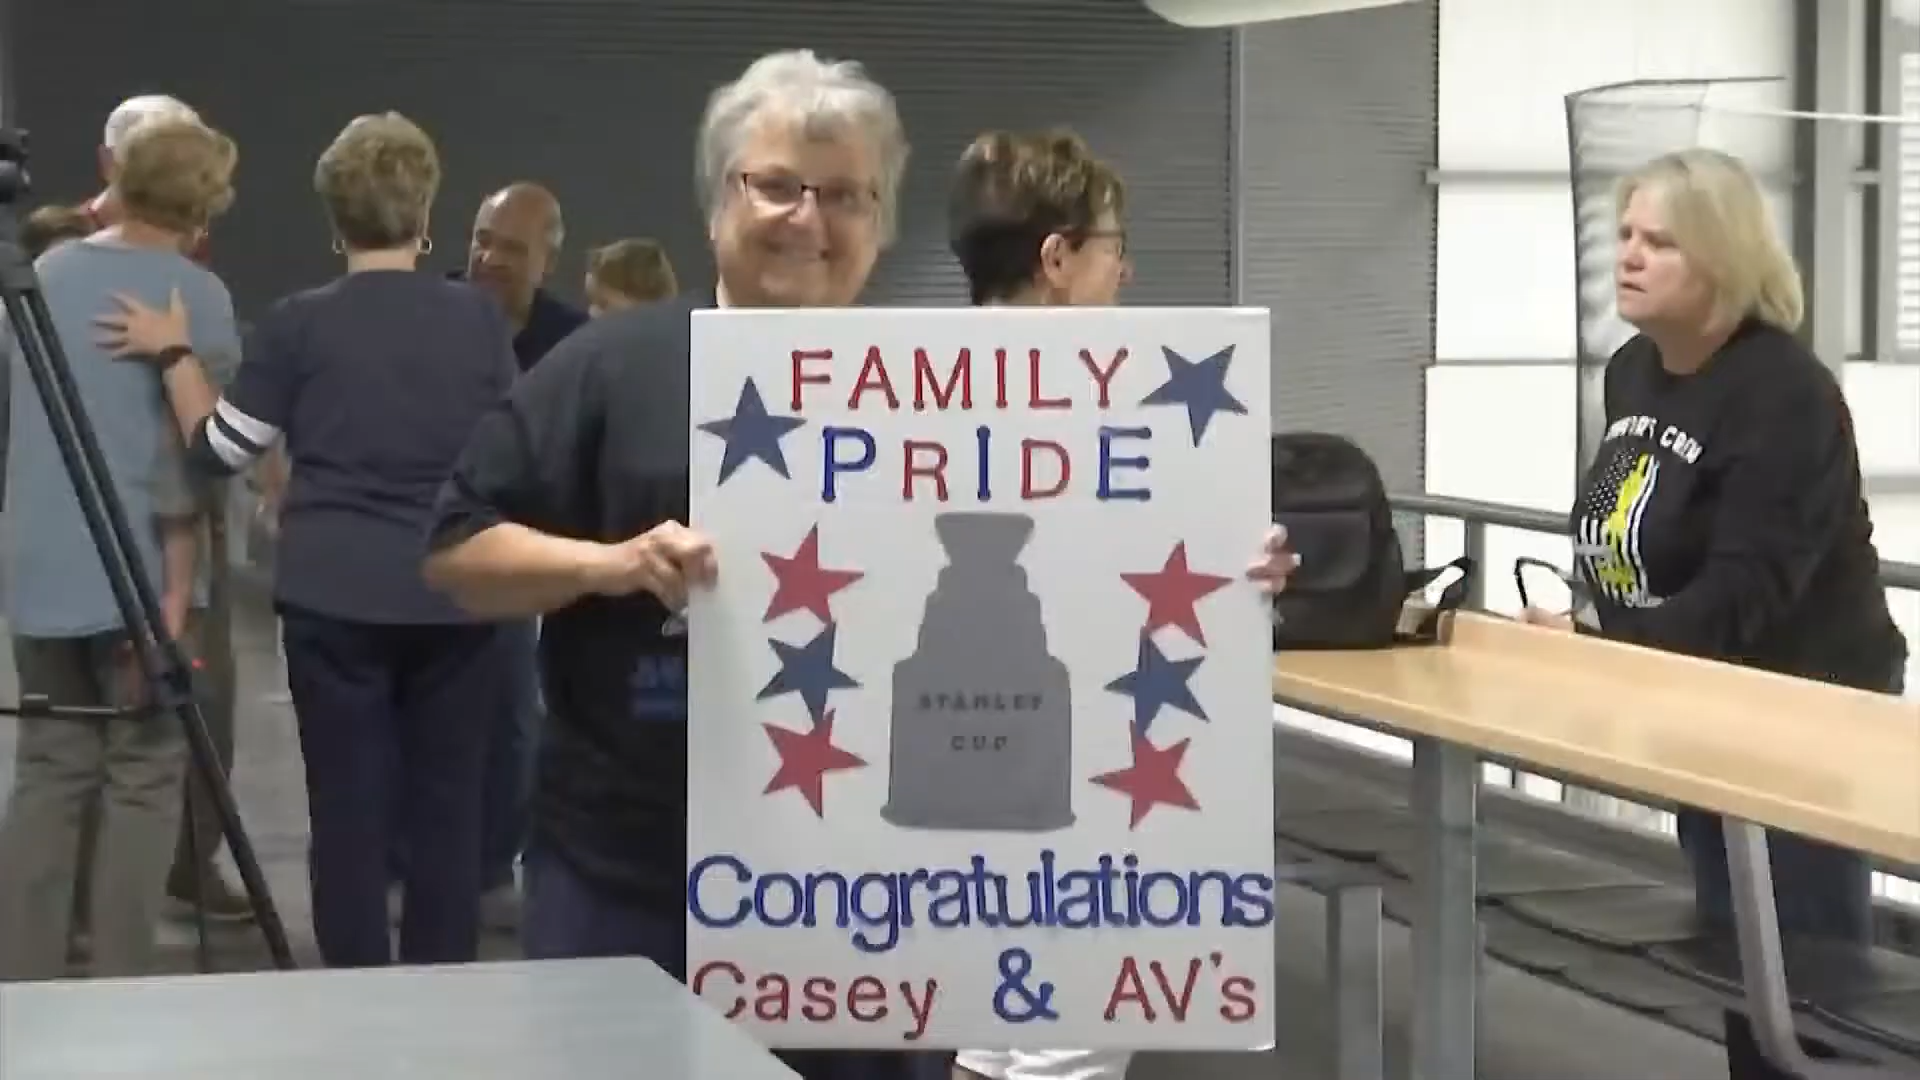 FAMILY
PRIDE
STANLEY
CUP
Congratulations
Casey & AV's